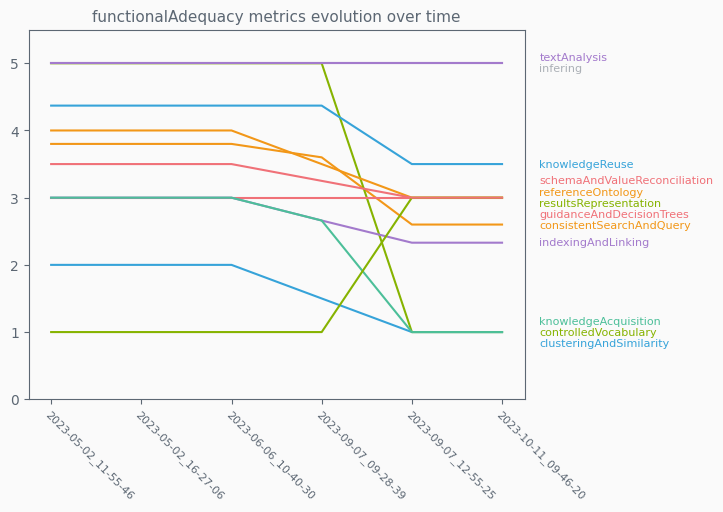 functionalAdequacy metrics evolution over time
5
4
3
2
1
0
textAnalysis
infering
knowledgeReuse
schemaAndValueReconciliation
referenceOntology
resultsRepresentation
guidanceAndDecisionTrees
consistentSearchAndQuery
indexingAndLinking
knowledgeAcquisition
controlledVocabulary
clusteringAndSimilarity
2023-05-02_11-55-46
2023-05-02_16-27-06
2023-06-06_10-40-30
2023-09-07_09-28-39
2023-09-07_12-55-25
2023-10-11_09-46-20